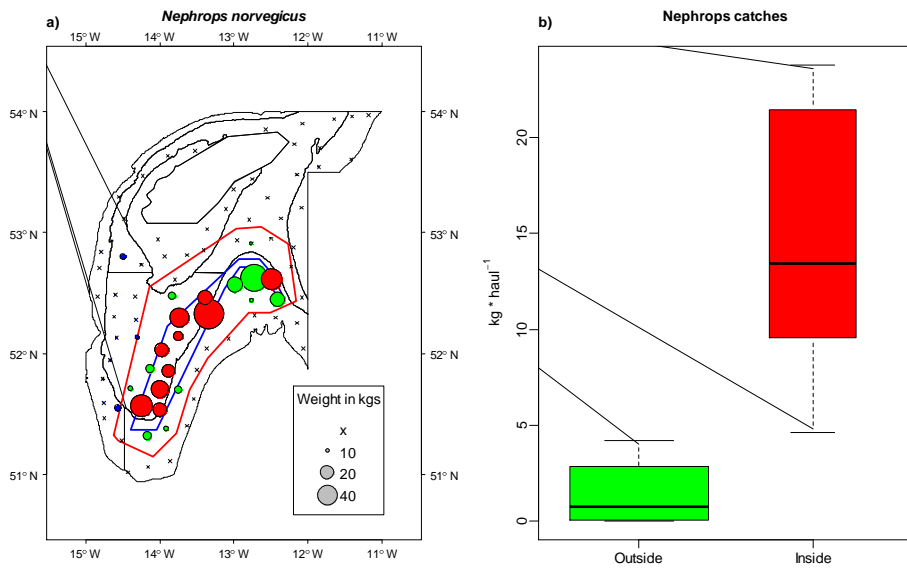 a)
Nephrops norvegicus
15°W 14°W 13°W 12°W 11°W
54° N
53° N
52° N
51° N
54° N
53° N
52° N
51° N
Weight in kgs
x
10
20
40
15°W 14°W 13°W 12°W 11°W
b)
Nephrops catches
kg * haul⁻¹
20
15
10
5
0
Outside Inside